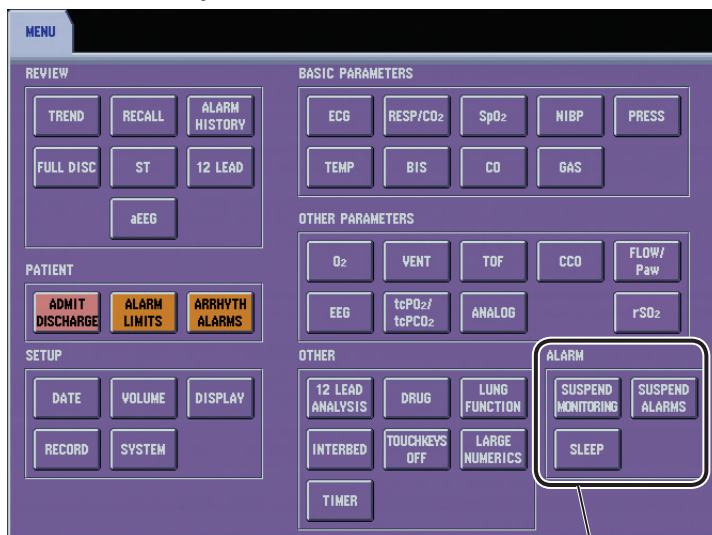 MENU
REVIEW
TREND
RECALL
ALARM
HISTORY
FULL DISC
ST
12 LEAD
aEEG
BASIC PARAMETERS
ECG
RESP/CO₂
SpO₂
NIBP
PRESS
TEMP
BIS
CO
GAS
OTHER PARAMETERS
O₂
VENT
TOF
CCO
FLOW/
Paw
EEG
tcPO₂/
tcPCO₂
ANALOG
rSO₂
PATIENT
ADMIT
DISCHARGE
ALARM
LIMITS
ARRHYTH
ALARMS
SETUP
DATE
VOLUME
DISPLAY
RECORD
SYSTEM
OTHER
12 LEAD
ANALYSIS
DRUG
LUNG
FUNCTION
INTERBED
TOUCHKEYS
OFF
LARGE
NUMERICS
TIMER
ALARM
SUSPEND
MONITORING
SUSPEND
ALARMS
SLEEP